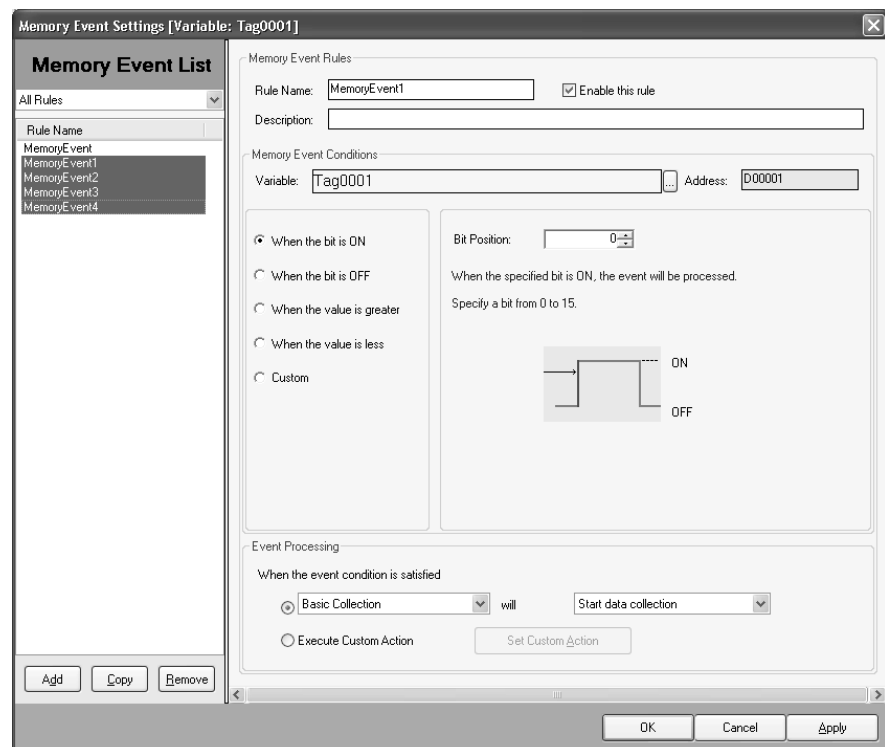 Memory Event Settings [Variable: Tag0001]
Memory Event List
All Rules
Rule Name
MemoryEvent
MemoryEvent1
MemoryEvent2
MemoryEvent3
MemoryEvent4
Add
Copy
Remove
Memory Event Rules
Rule Name: MemoryEvent1 Enable this rule
Description:
Memory Event Conditions
Variable: Tag0001 ... Address: D00001
When the bit is ON
When the bit is OFF
When the value is greater
When the value is less
Custom
Bit Position: 0
When the specified bit is ON, the event will be processed.
Specify a bit from 0 to 15.
ON
OFF
Event Processing
When the event condition is satisfied
Basic Collection will Start data collection
Execute Custom Action Set Custom Action
OK Cancel Apply